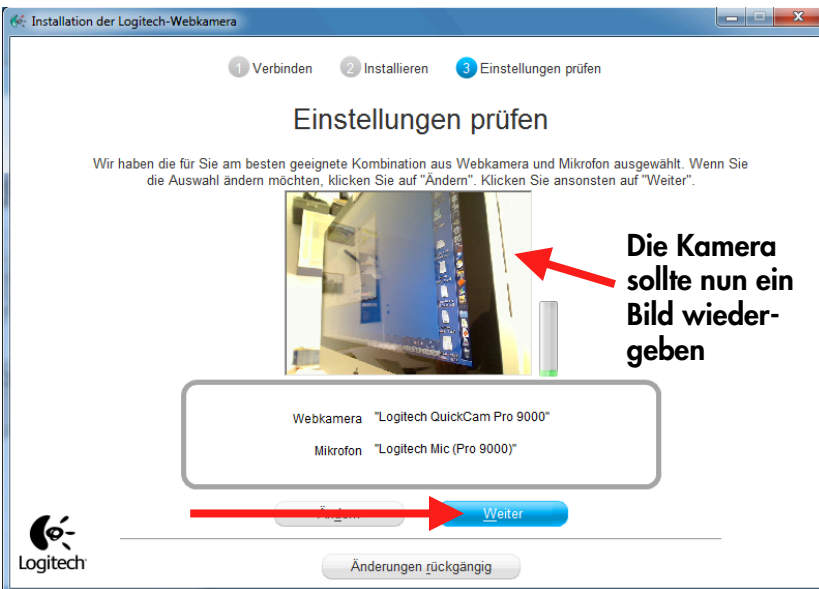 Installation der Logitech-Webkamera
1 Verbinden 2 Installieren 3 Einstellungen prüfen
Einstellungen prüfen
Wir haben die für Sie am besten geeignete Kombination aus Webkamera und Mikrofon ausgewählt. Wenn Sie
die Auswahl ändern möchten, klicken Sie auf "Ändern". Klicken Sie ansonsten auf "Weiter".
Die Kamera
sollte nun ein
Bild wieder-
geben
Webkamera "Logitech QuickCam Pro 9000"
Mikrofon "Logitech Mic (Pro 9000)"
Weiter
Logitech
Änderungen rückgängig